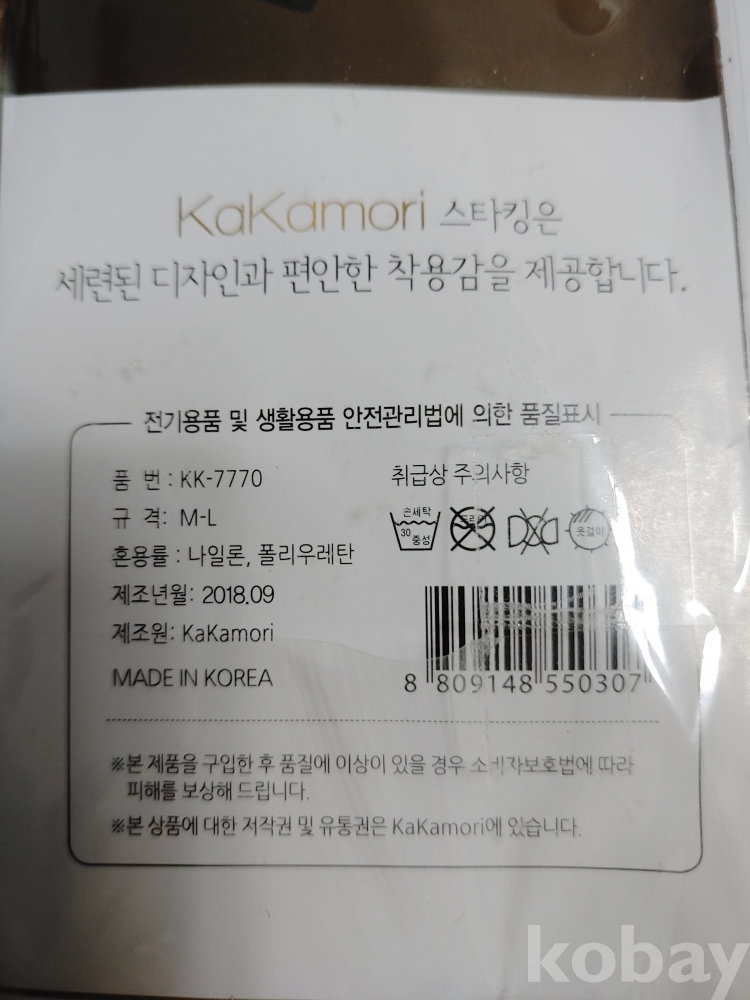 KaKamori 스타킹은
세련된 디자인과 편안한 착용감을 제공합니다.
전기용품 및 생활용품 안전관리법에 의한 품질표시
품 번 : KK-7770
규 격: M-L
혼용률 : 나일론, 폴리우레탄
제조년월: 2018.09
제조원: KaKamori
MADE IN KOREA
취급상 주의사항
손세탁
30
중성
옷걸이
8 809148 550307
※본 제품을 구입한 후 품질에 이상이 있을 경우 소비자보호법에 따라
피해를 보상해 드립니다.
※본 상품에 대한 저작권 및 유통권은 KaKamori에 있습니다.
kobay